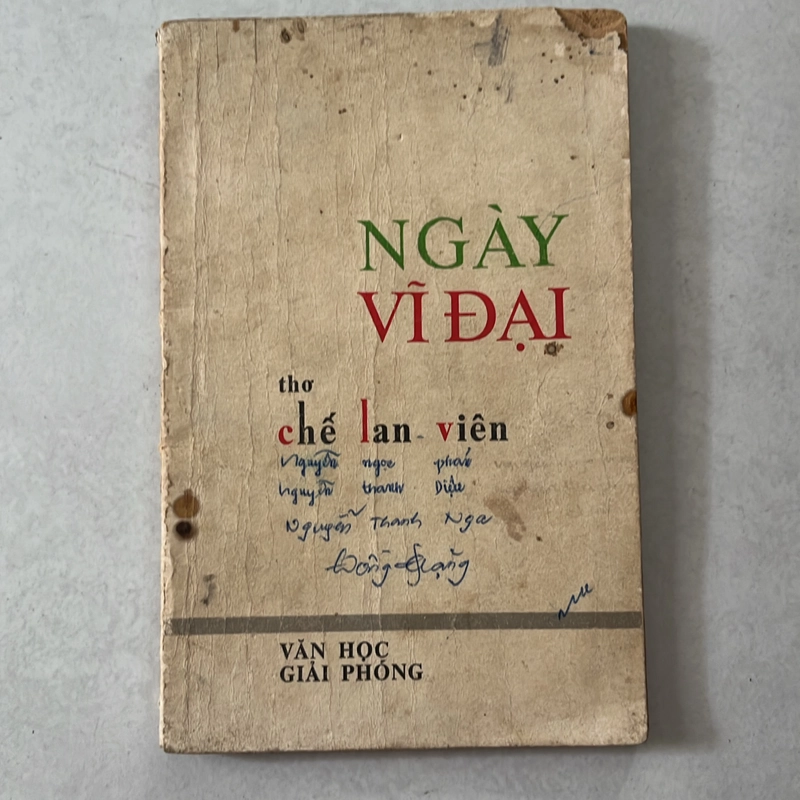 NGÀY
VĨ ĐẠI
thơ
chế lan viên
Nguyễn ngọc
Nguyễn thanh Diệu
Nguyễn Thanh Nga
Đồng
VĂN HỌC
GIẢI PHÓNG